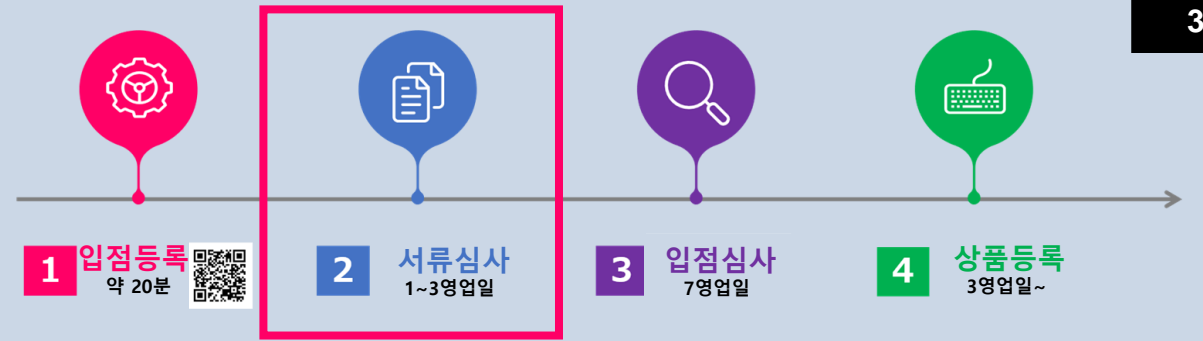 3
1 입점등록
약 20분
2 서류심사
1~3영업일
3 입점심사
7영업일
4 상품등록
3영업일~